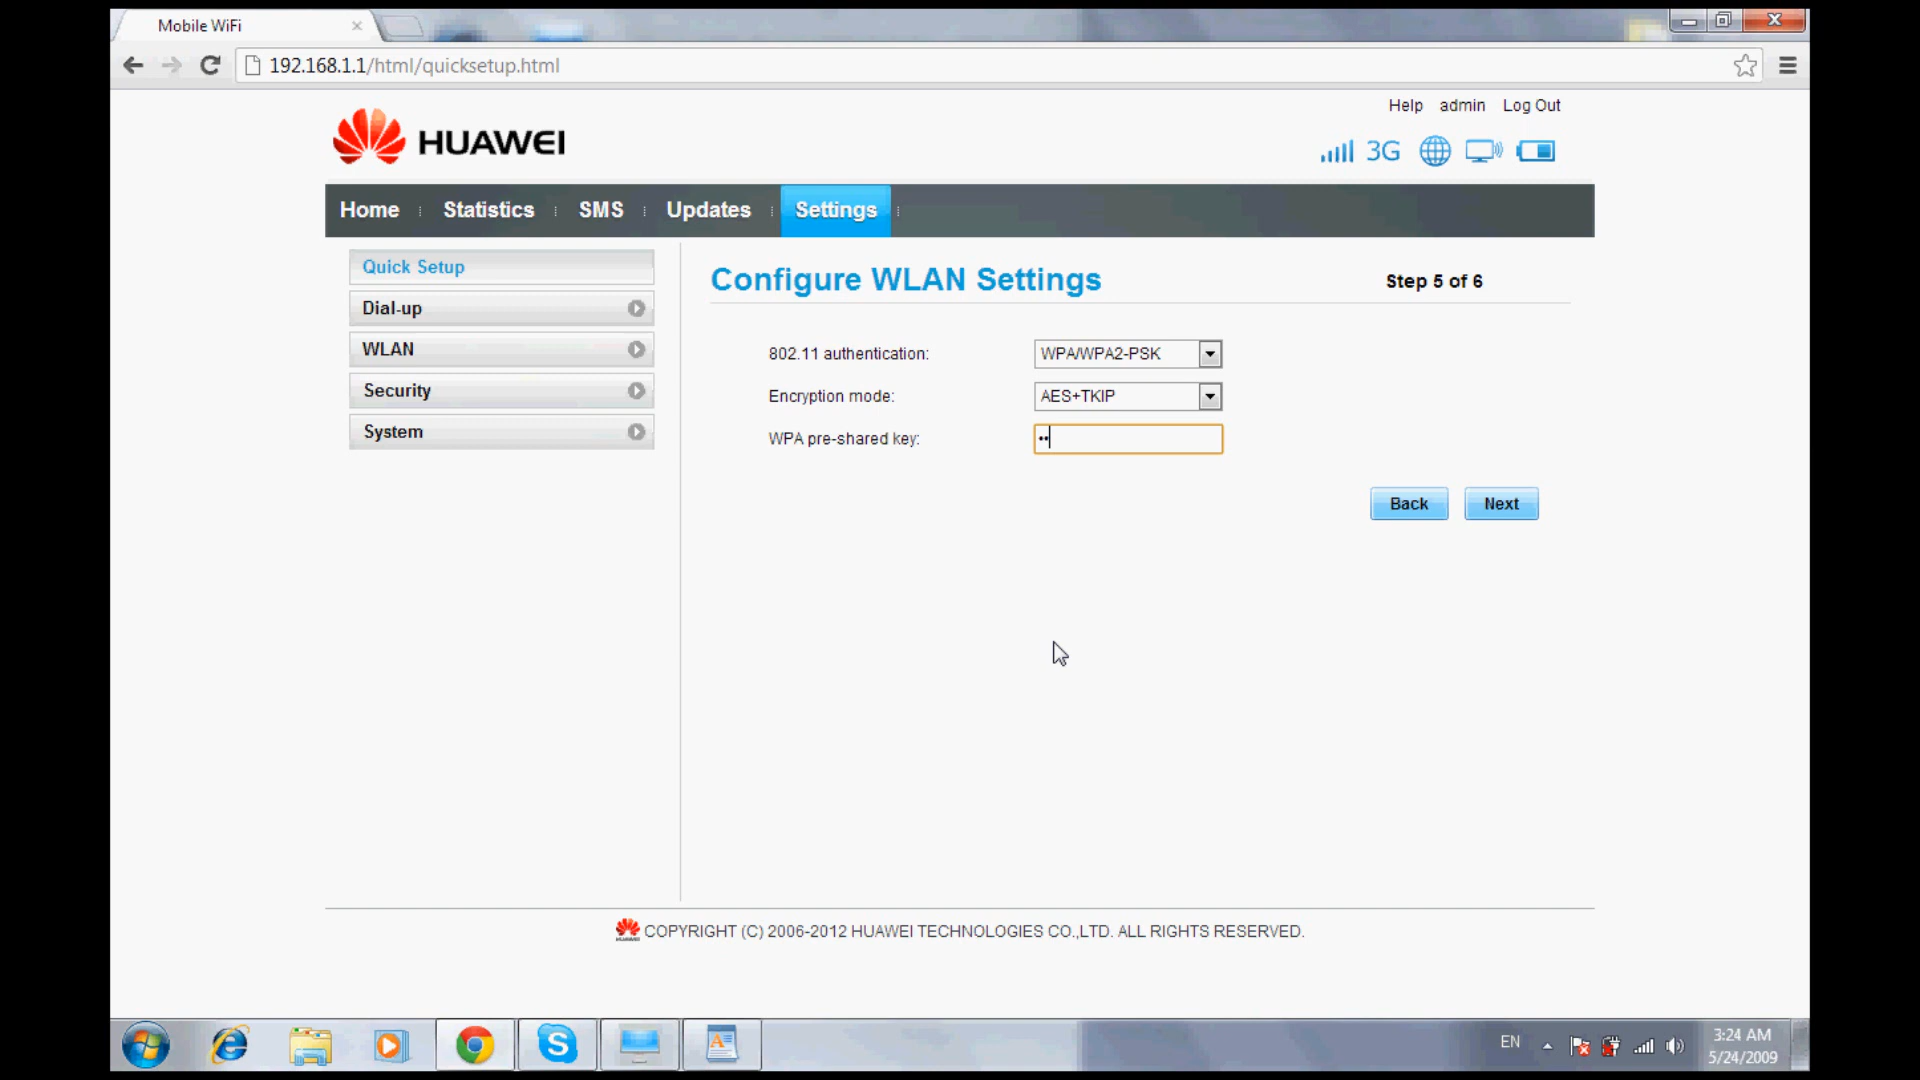 Mobile WiFi
192.168.1.1/html/quicksetup.html
Help admin Log Out
HUAWEI
3G
Home Statistics SMS Updates Settings
Quick Setup
Dial-up
WLAN
Security
System
Configure WLAN Settings
Step 5 of 6
802.11 authentication: WPA/WPA2-PSK
Encryption mode: AES+TKIP
WPA pre-shared key: ••
Back Next
COPYRIGHT (C) 2006-2012 HUAWEI TECHNOLOGIES CO.,LTD. ALL RIGHTS RESERVED.
EN
3:24 AM
5/24/2009